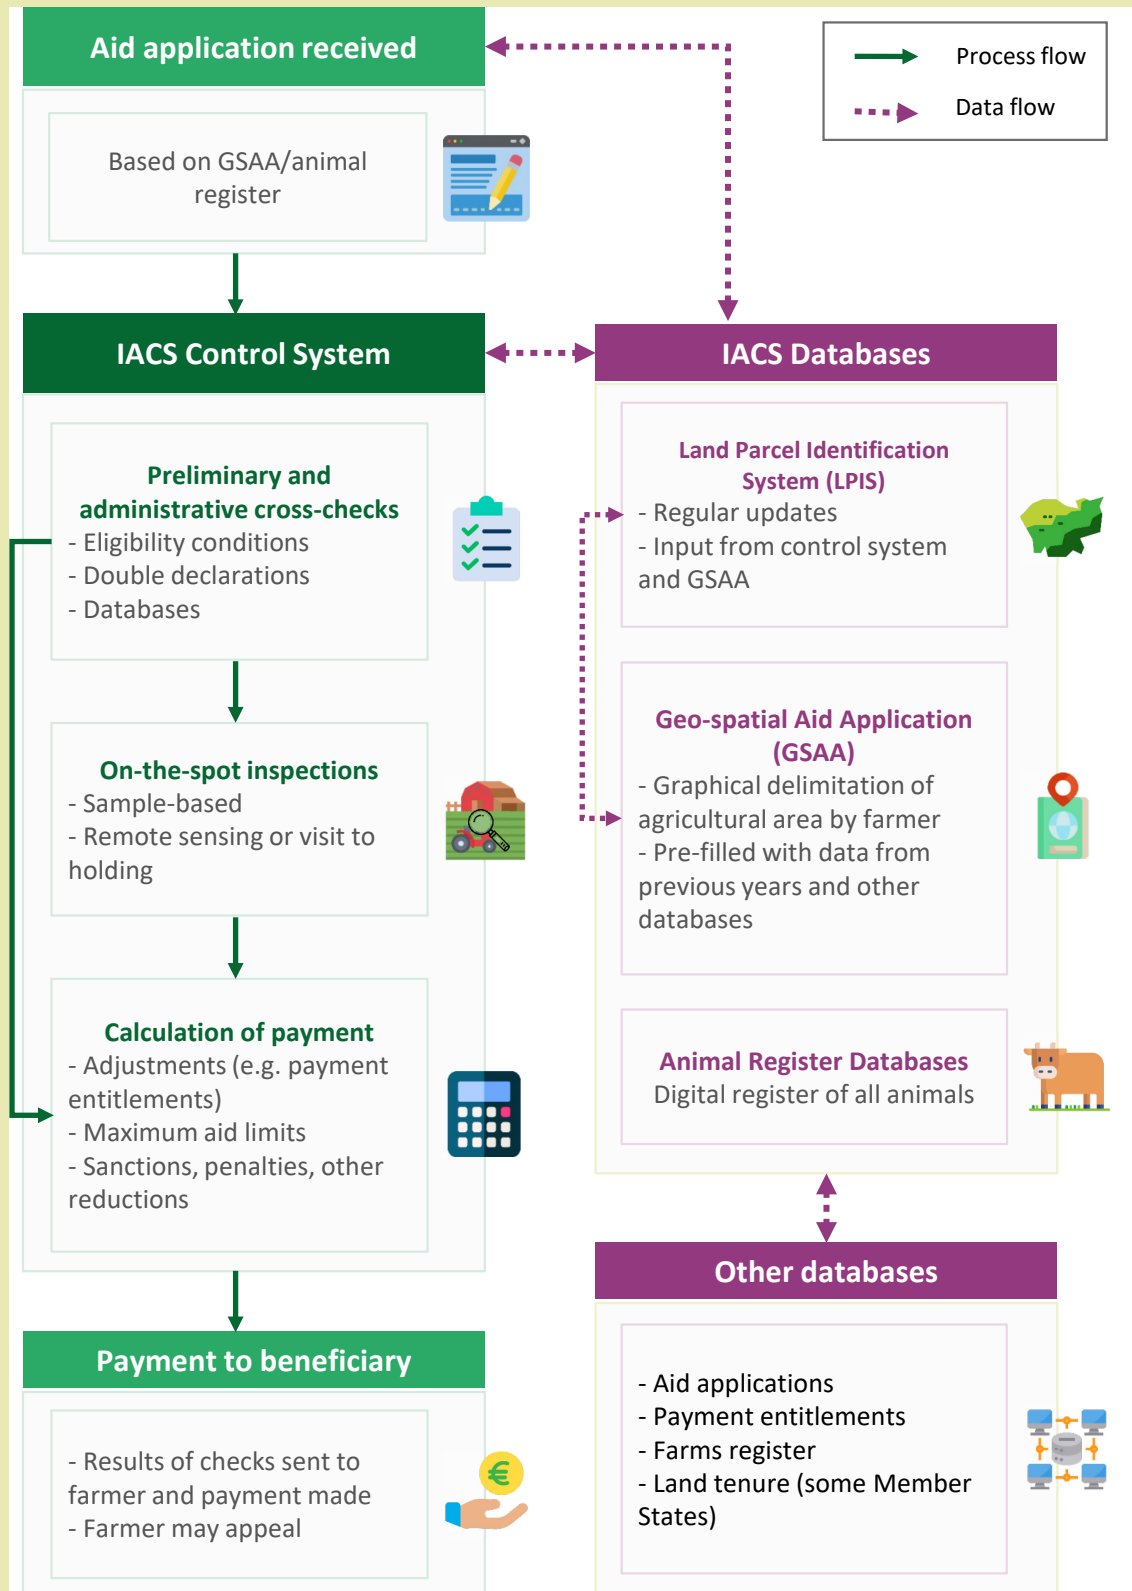 Aid application received
Based on GSAA/animal
register
Process flow
Data flow
IACS Control System
Preliminary and
administrative cross-checks
- Eligibility conditions
- Double declarations
- Databases
On-the-spot inspections
- Sample-based
- Remote sensing or visit to
holding
Calculation of payment
- Adjustments (e.g. payment
entitlements)
- Maximum aid limits
- Sanctions, penalties, other
reductions
Payment to beneficiary
- Results of checks sent to
farmer and payment made
- Farmer may appeal
IACS Databases
Land Parcel Identification
System (LPIS)
- Regular updates
- Input from control system
and GSAA
Geo-spatial Aid Application
(GSAA)
- Graphical delimitation of
agricultural area by farmer
- Pre-filled with data from
previous years and other
databases
Animal Register Databases
Digital register of all animals
Other databases
- Aid applications
- Payment entitlements
- Farms register
- Land tenure (some Member
States)